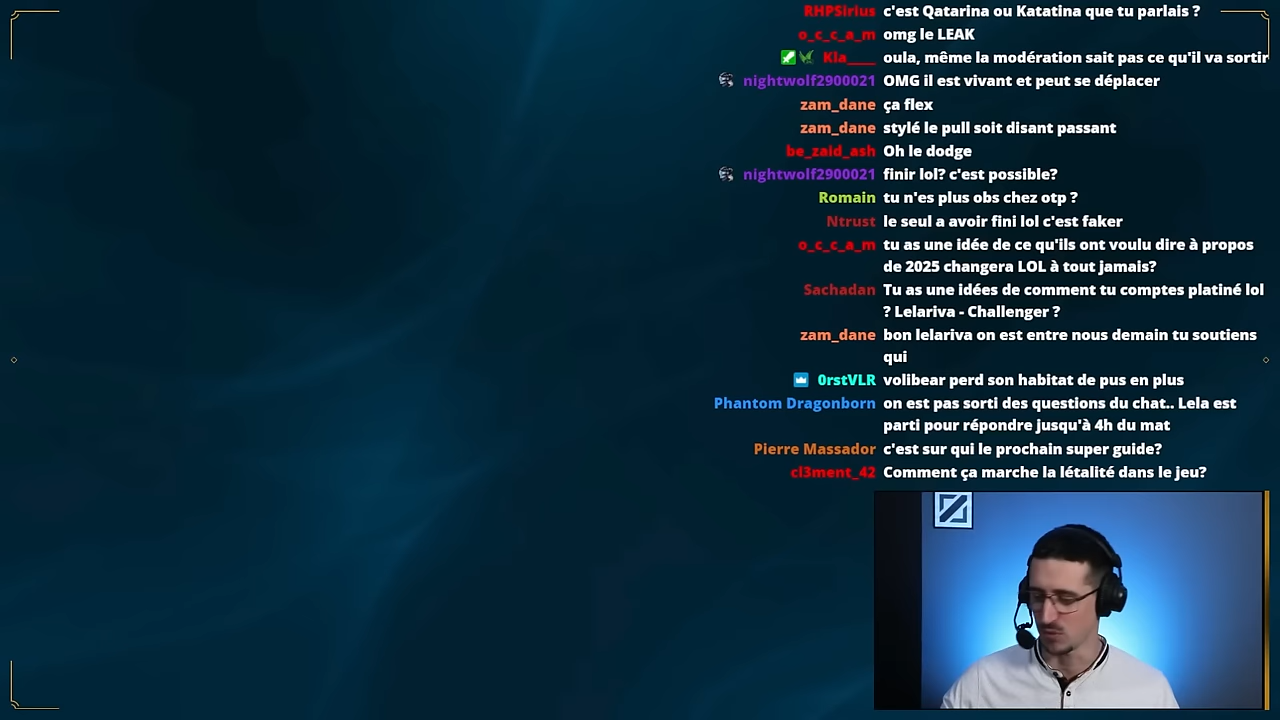 RHPSirius c'est Qatarina ou Katatina que tu parlais ?
o_c_c_a_m omg le LEAK
Kla____ oula, même la modération sait pas ce qu'il va sortir
nightwolf2900021 OMG il est vivant et peut se déplacer
zam_dane ça flex
zam_dane stylé le pull soit disant passant
be_zaid_ash Oh le dodge
nightwolf2900021 finir lol? c'est possible?
Romain tu n'es plus obs chez otp ?
Ntrust le seul a avoir fini lol c'est faker
o_c_c_a_m tu as une idée de ce qu'ils ont voulu dire à propos
de 2025 changera LOL à tout jamais?
Sachadan Tu as une idées de comment tu comptes platiné lol
? Lelariva - Challenger ?
zam_dane bon lelariva on est entre nous demain tu soutiens
qui
0rstVLR volibear perd son habitat de pus en plus
Phantom Dragonborn on est pas sorti des questions du chat.. Lela est
parti pour répondre jusqu'à 4h du mat
Pierre Massador c'est sur qui le prochain super guide?
cl3ment_42 Comment ça marche la létalité dans le jeu?